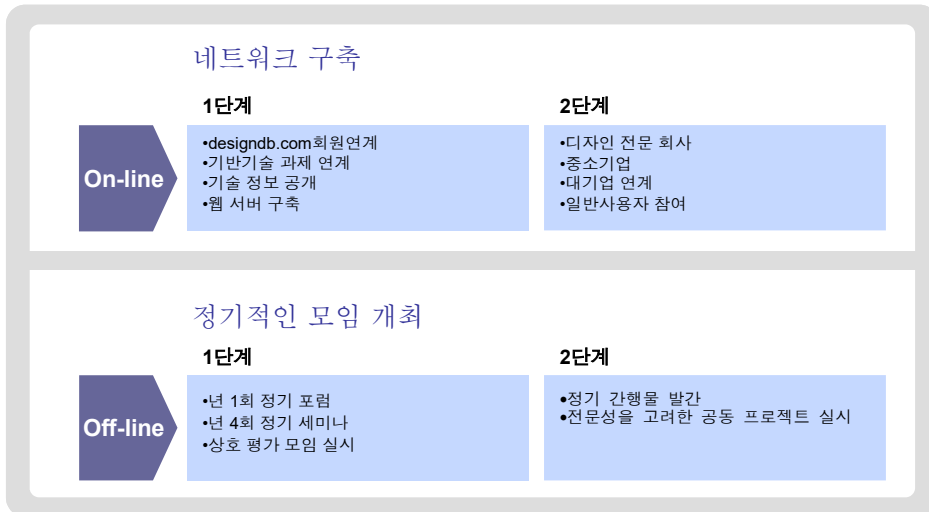 네트워크 구축
1단계
2단계
On-line
•designdb.com회원연계
•기반기술 과제 연계
•기술 정보 공개
•웹 서버 구축
•디자인 전문 회사
•중소기업
•대기업 연계
•일반사용자 참여
정기적인 모임 개최
1단계
2단계
Off-line
•년 1회 정기 포럼
•년 4회 정기 세미나
•상호 평가 모임 실시
•정기 간행물 발간
•전문성을 고려한 공동 프로젝트 실시